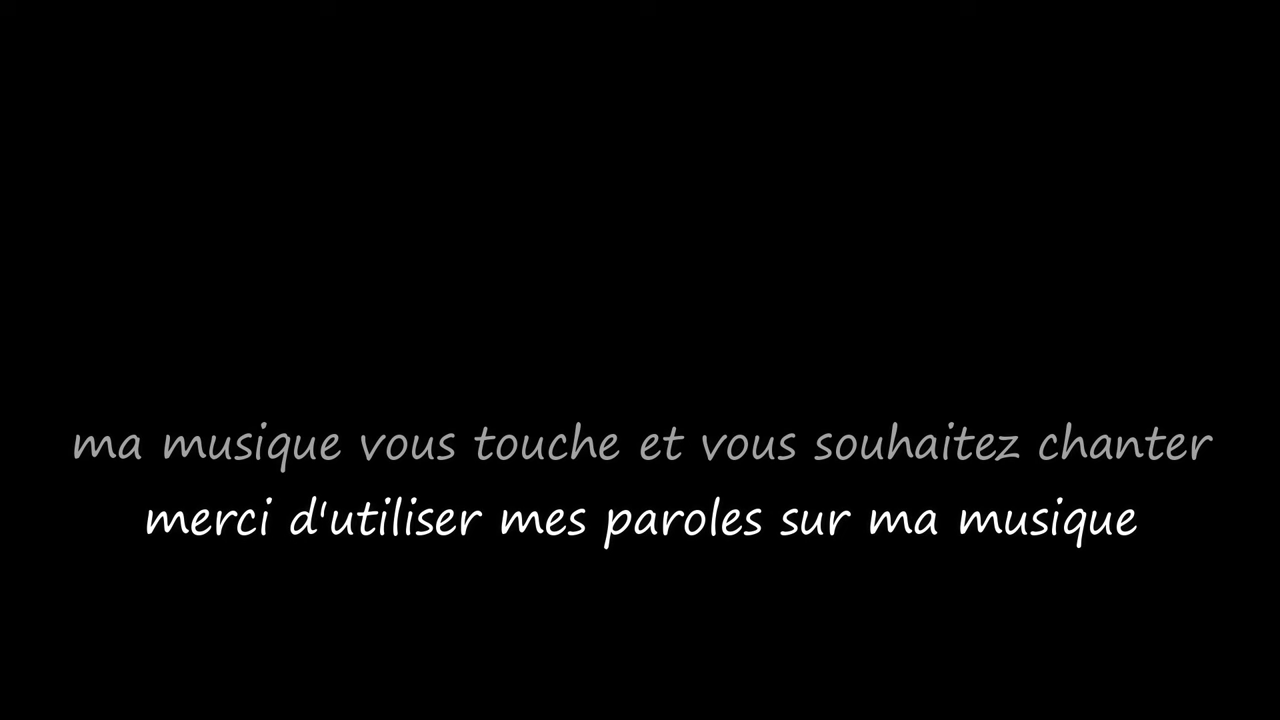 ma musique vous touche et vous souhaitez chanter
merci d'utiliser mes paroles sur ma musique